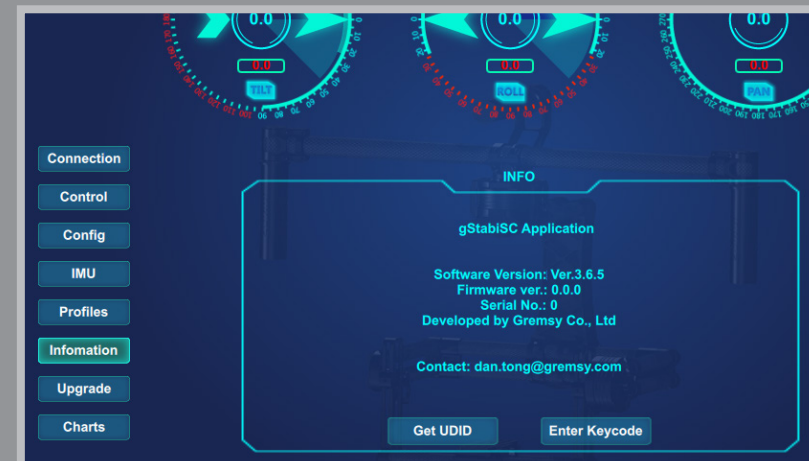 0.0
0.0
0.0
0.0
0.0
0.0
TILT
ROLL
PAN
Connection
Control
Config
IMU
Profiles
Infomation
Upgrade
Charts
INFO
gStabiSC Application
Software Version: Ver.3.6.5
Firmware ver.: 0.0.0
Serial No.: 0
Developed by Gremsy Co., Ltd
Contact: dan.tong@gremsy.com
Get UDID
Enter Keycode